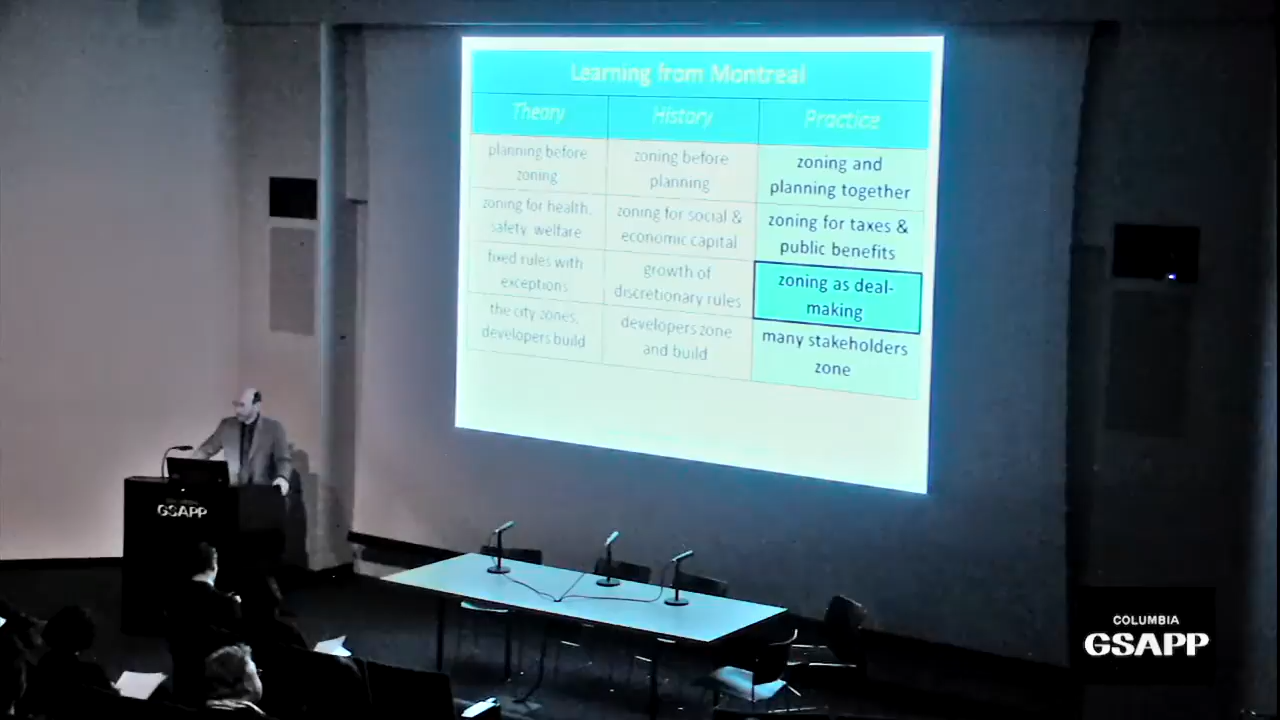 Learning from Montreal
Theory
History
Practice
planning before
zoning
zoning before
planning
zoning and
planning together
zoning for health,
safety, welfare
zoning for social &
economic capital
zoning for taxes &
public benefits
fixed rules with
exceptions
growth of
discretionary rules
zoning as deal-
making
the city zones,
developers build
developers zone
and build
many stakeholders
zone
COLUMBIA
GSAPP
COLUMBIA
GSAPP